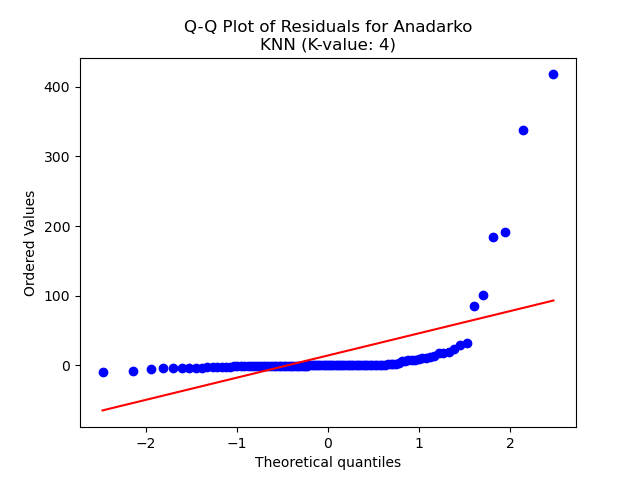 Q-Q Plot of Residuals for Anadarko
KNN (K-value: 4)
400
300
200
100
0
Ordered Values
−2
−1
0
1
2
Theoretical quantiles